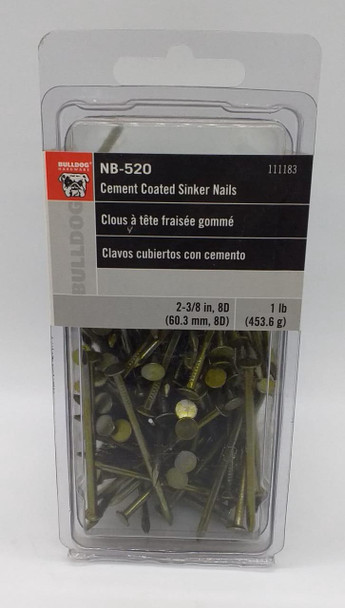 BULLDOG
HARDWARE
BULLDOG
NB-520
111183
Cement Coated Sinker Nails
Clous à tête fraisée gommé
Clavos cubiertos con cemento
2-3/8 in, 8D
(60.3 mm, 8D)
1 lb
(453.6 g)